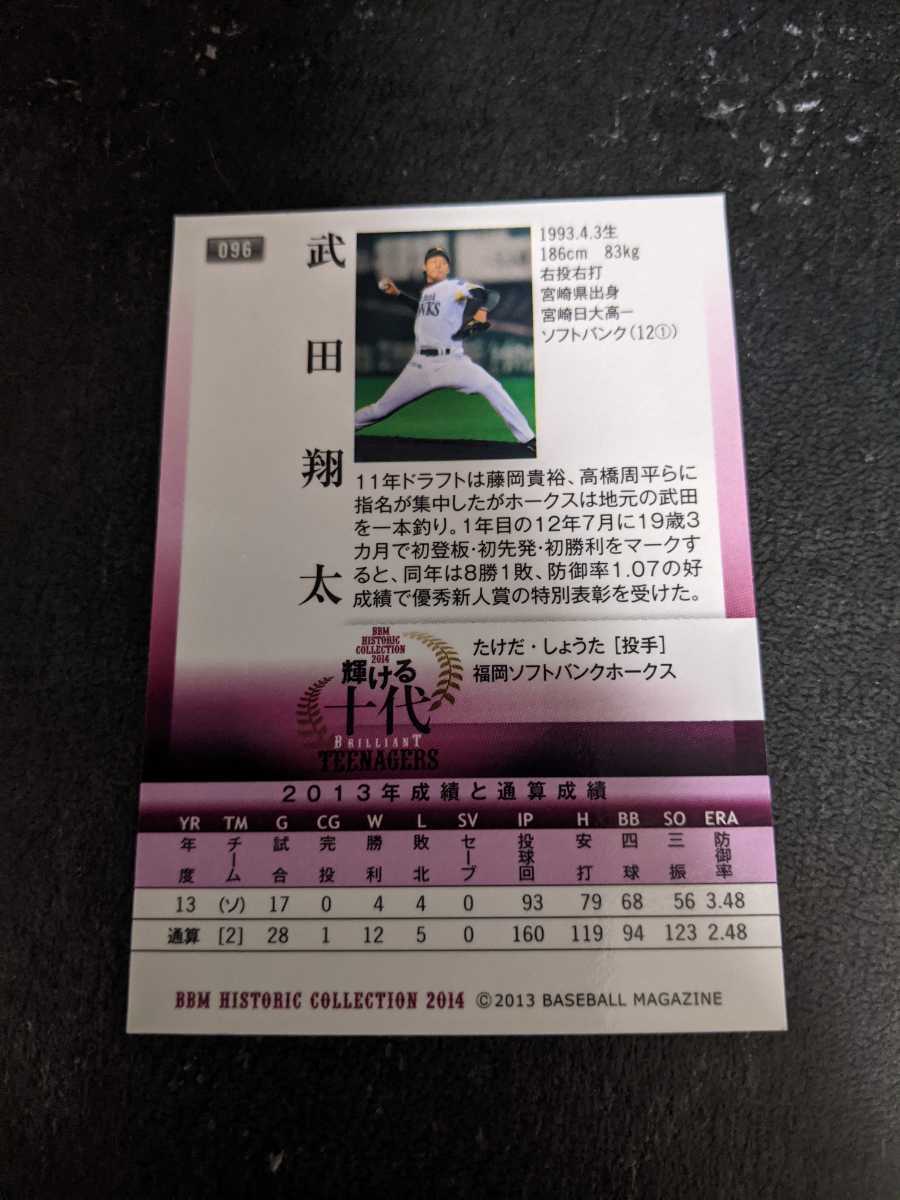 096
武田翔太
NKS
1993.4.3生
186cm 83kg
右投右打
宮崎県出身
宮崎日大高一
ソフトバンク(12①)
11年ドラフトは藤岡貴裕、高橋周平らに
指名が集中したがホークスは地元の武田
を一本釣り。1年目の12年7月に19歳3
カ月で初登板・初先発・初勝利をマークす
ると、同年は8勝1敗、防御率1.07の好
成績で優秀新人賞の特別表彰を受けた。
BBM
HISTORIC
COLLECTION
2014
輝ける
十代
BRILLIANT
TEENAGERS
たけだ・しょうた [投手]
福岡ソフトバンクホークス
2013年成績と通算成績
YR TM G CG W L SV IP H BB SO ERA
年度 チーム 試合 完投 勝利 敗北 セーブ 投球回 安打 四球 三振 防御率
13 (ソ) 17 0 4 4 0 93 79 68 56 3.48
通算 [2] 28 1 12 5 0 160 119 94 123 2.48
BBM HISTORIC COLLECTION 2014 ©2013 BASEBALL MAGAZINE